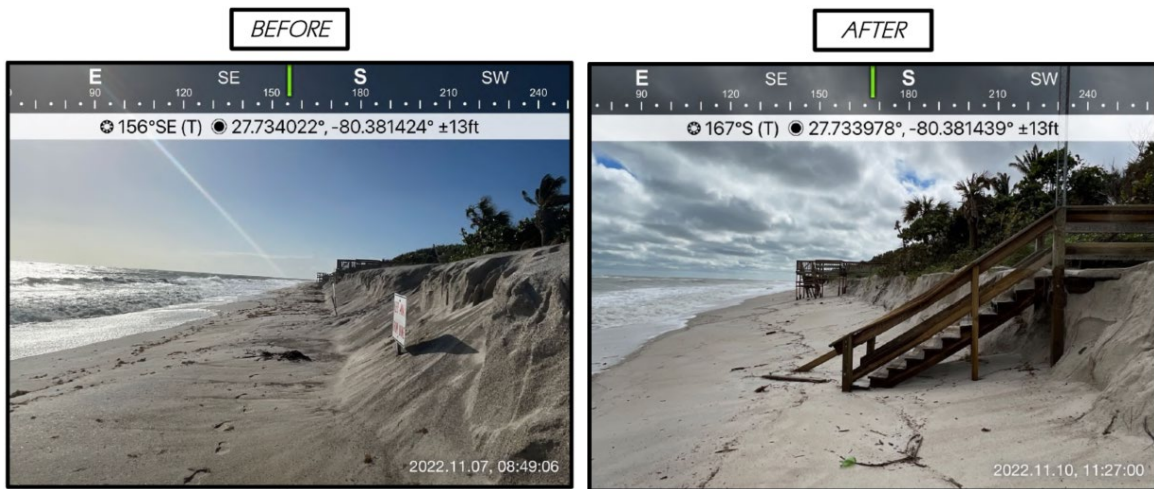 BEFORE
E SE S SW
90 120 150 180 210 240
156°SE (T) 27.734022°, -80.381424° ±13ft
2022.11.07, 08:49:06
AFTER
E SE S SW
90 120 150 180 210 240
167°S (T) 27.733978°, -80.381439° ±13ft
2022.11.10, 11:27:00